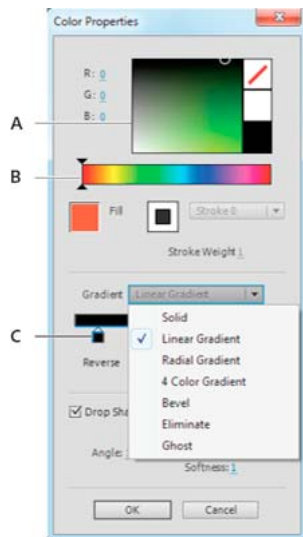 Color Properties
R: 0
A
G: 0
B: 0
B
Fill
Stroke 0
Stroke Weight 1
Gradient Linear Gradient
Solid
C
Linear Gradient
Reverse
Radial Gradient
4 Color Gradient
Bevel
Drop Sha
Eliminate
Ghost
Angle:
Softness: 1
OK Cancel